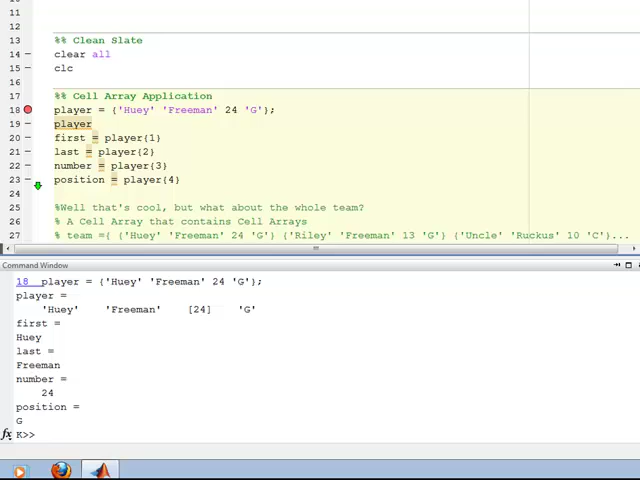 11
12
13 %% Clean Slate
14 — clear all
15 — clc
16
17 %% Cell Array Application
18 player = {'Huey' 'Freeman' 24 'G'};
19 — player
20 — first = player{1}
21 — last = player{2}
22 — number = player{3}
23 — position = player{4}
24
25 %Well that's cool, but what about the whole team?
26 % A Cell Array that contains Cell Arrays
27 % team ={ {'Huey' 'Freeman' 24 'G'} {'Riley' 'Freeman' 13 'G'} {'Uncle' 'Ruckus' 10 'C'}...
Command Window
18 player = {'Huey' 'Freeman' 24 'G'};
player =
'Huey' 'Freeman' [24] 'G'
first =
Huey
last =
Freeman
number =
24
position =
G
fx K>>